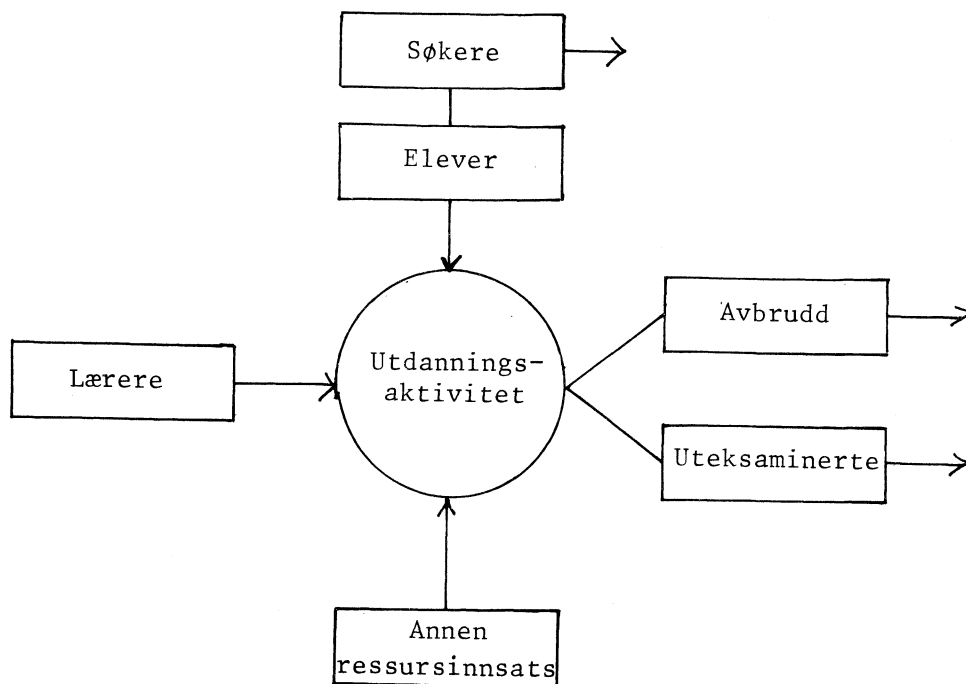 Søkere
Elever
Avbrudd
Utdannings-
aktivitet
Lærere
Uteksaminerte
Annen
ressursinnsats